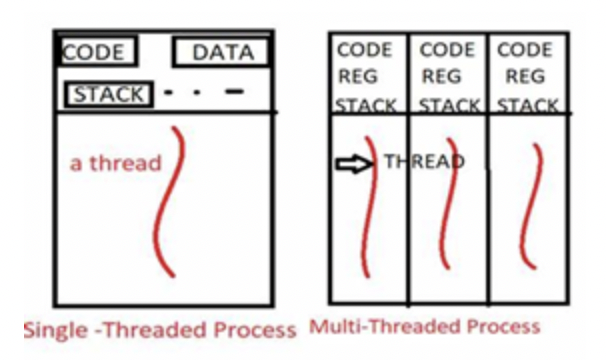 CODE DATA
STACK
a thread
Single -Threaded Process
CODE CODE CODE
REG REG REG
STACK STACK STACK
THREAD
Multi-Threaded Process